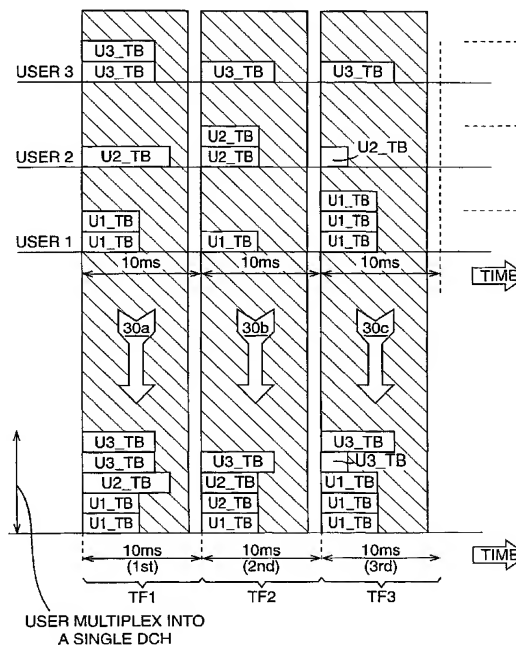 U3_TB
USER 3 U3_TB U3_TB U3_TB
U2_TB
USER 2 U2_TB U2_TB U2_TB
U1_TB
U1_TB U1_TB
USER 1 U1_TB U1_TB U1_TB
10ms 10ms 10ms
TIME
30a 30b 30c
U3_TB U3_TB
U3_TB U3_TB U3_TB
U2_TB U2_TB U1_TB
U1_TB U2_TB U1_TB
U1_TB U1_TB U1_TB
10ms 10ms 10ms TIME
(1st) (2nd) (3rd)
TF1 TF2 TF3
USER MULTIPLEX INTO
A SINGLE DCH